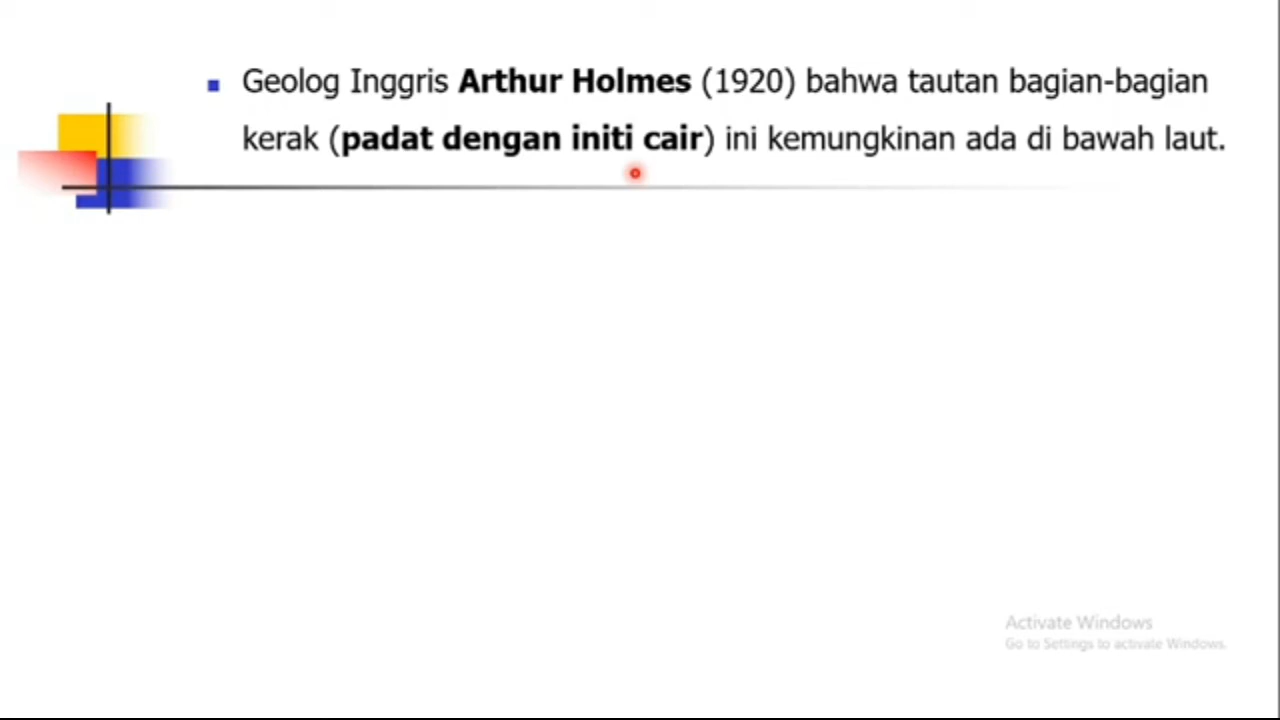 Geolog Inggris Arthur Holmes (1920) bahwa tautan bagian-bagian
kerak (padat dengan initi cair) ini kemungkinan ada di bawah laut.
Activate Windows
Go to Settings to activate Windows.